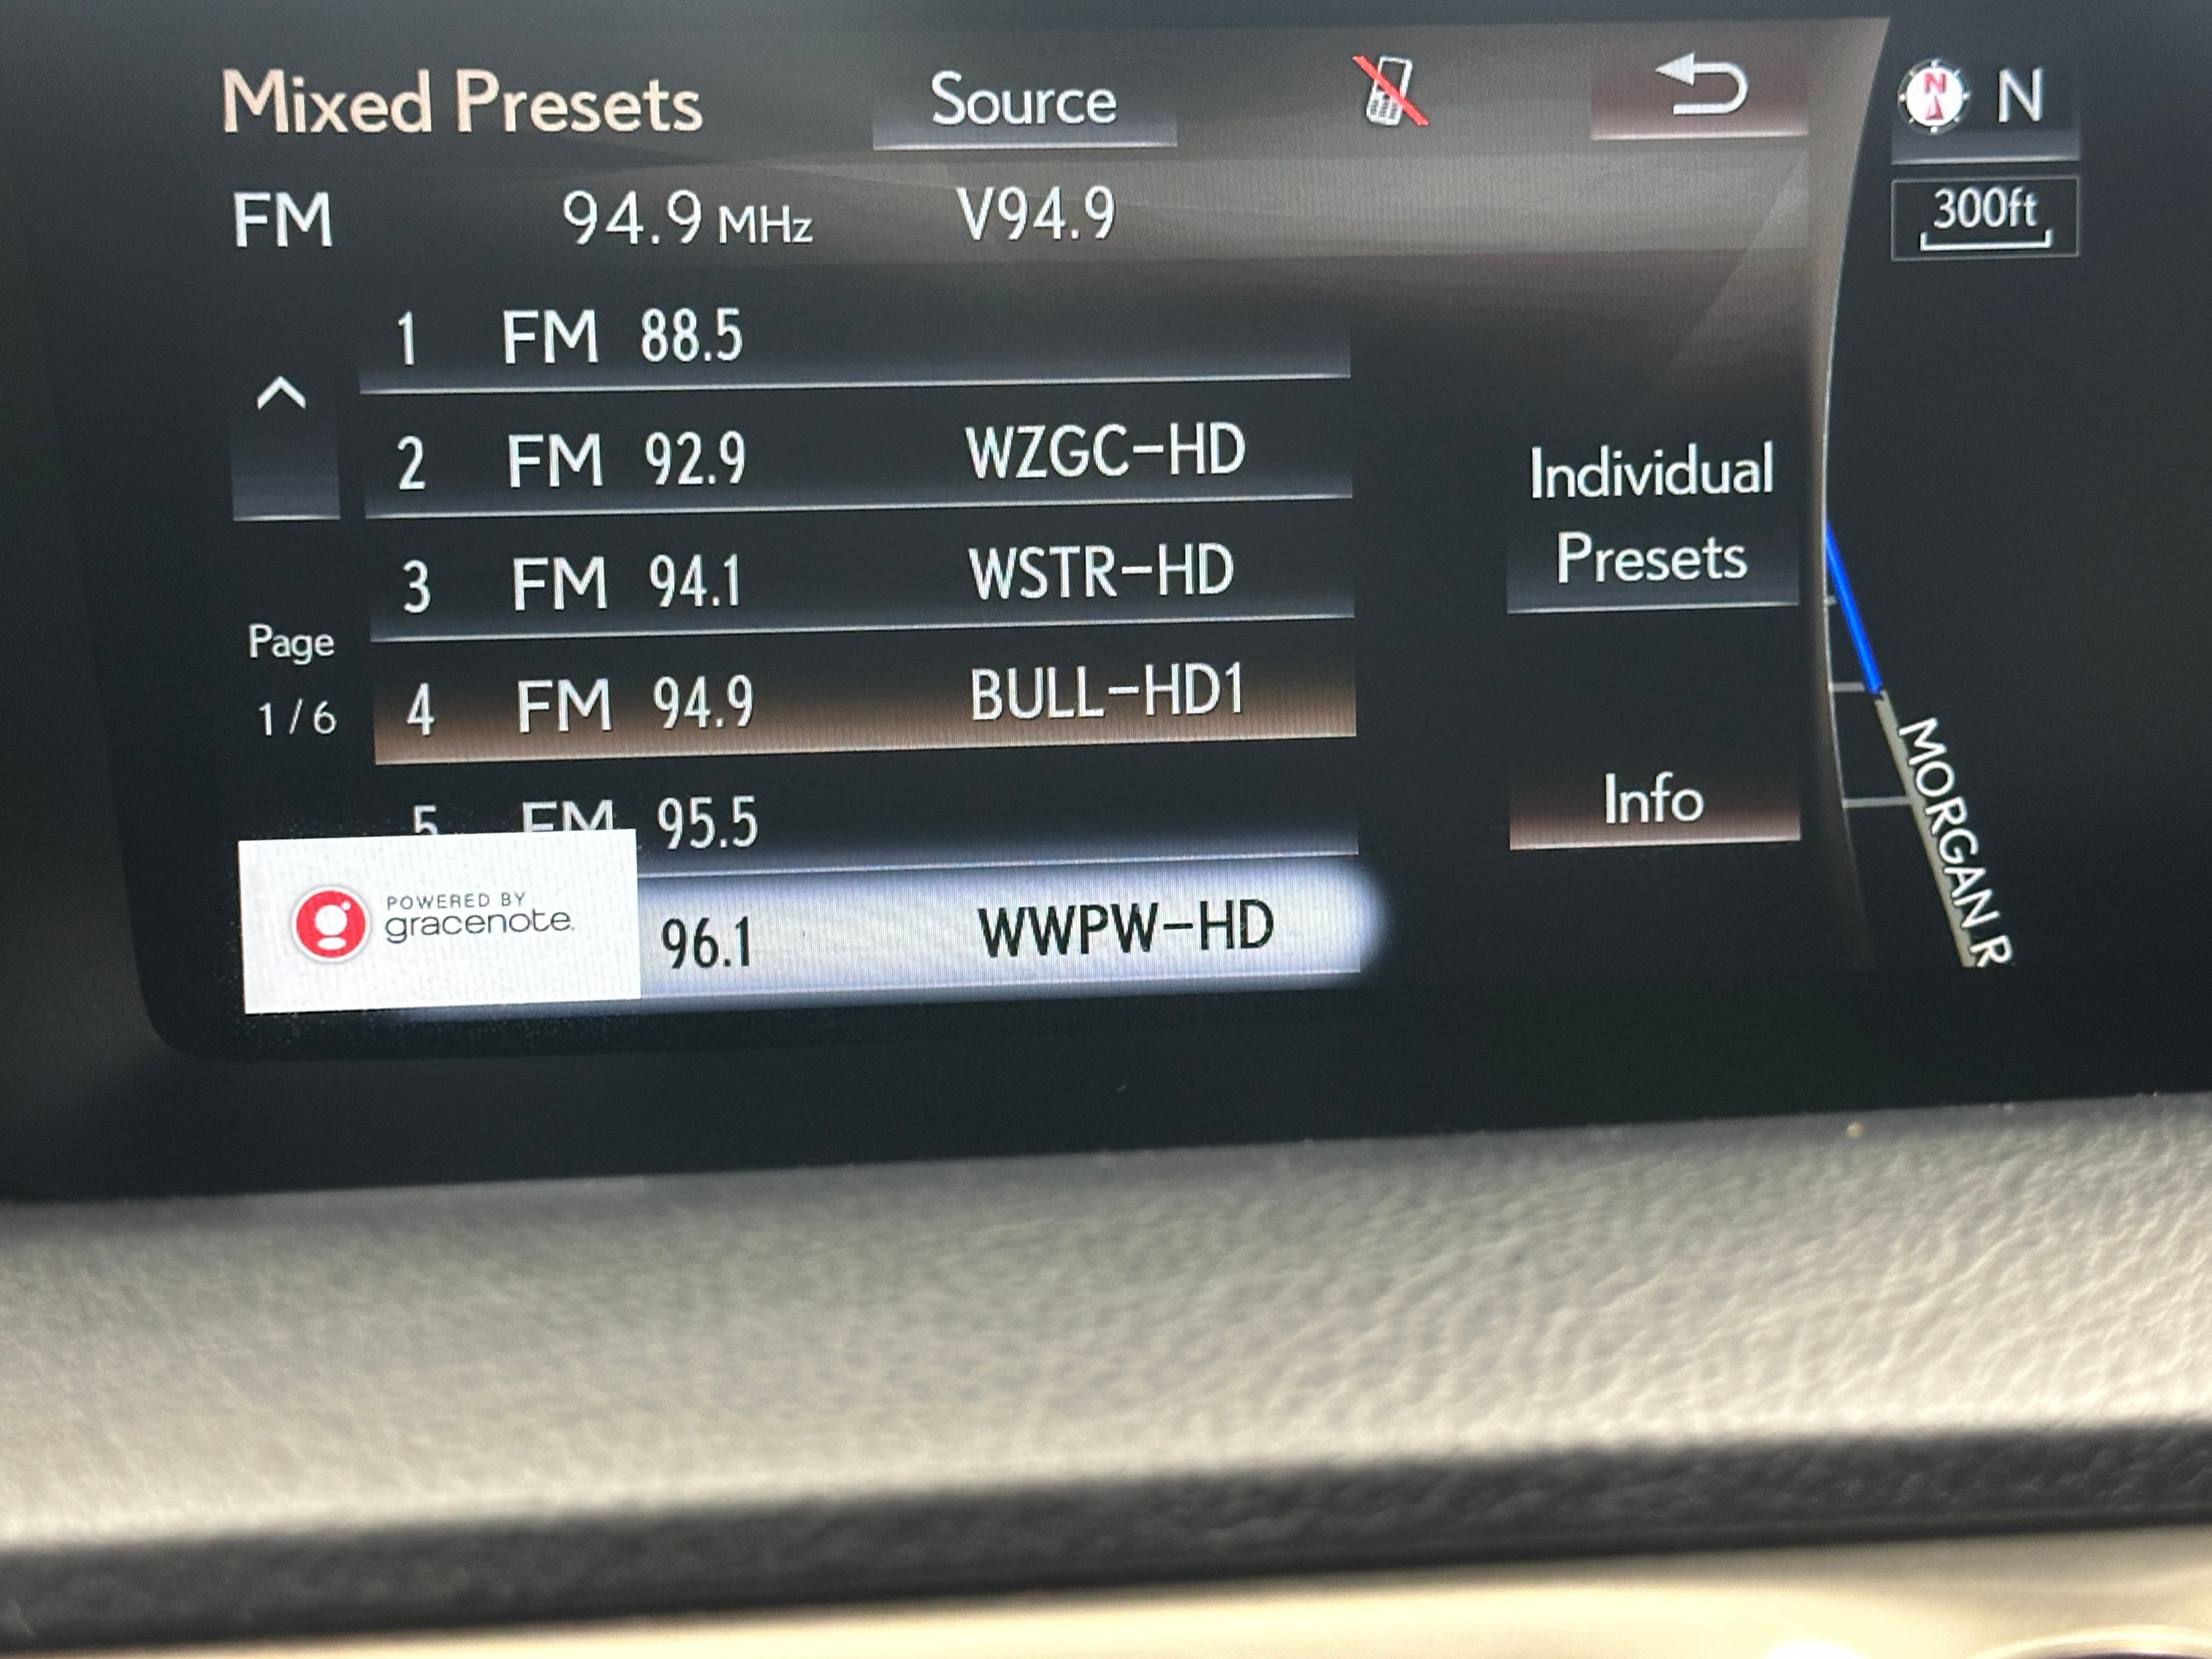 Mixed Presets Source
N N
FM 94.9 MHz V94.9
300ft
1 FM 88.5
2 FM 92.9 WZGC-HD
3 FM 94.1 WSTR-HD
4 FM 94.9 BULL-HD1
5 FM 95.5
96.1 WWPW-HD
Page
1 / 6
POWERED BY
gracenote.
Individual
Presets
Info
MORGAN R